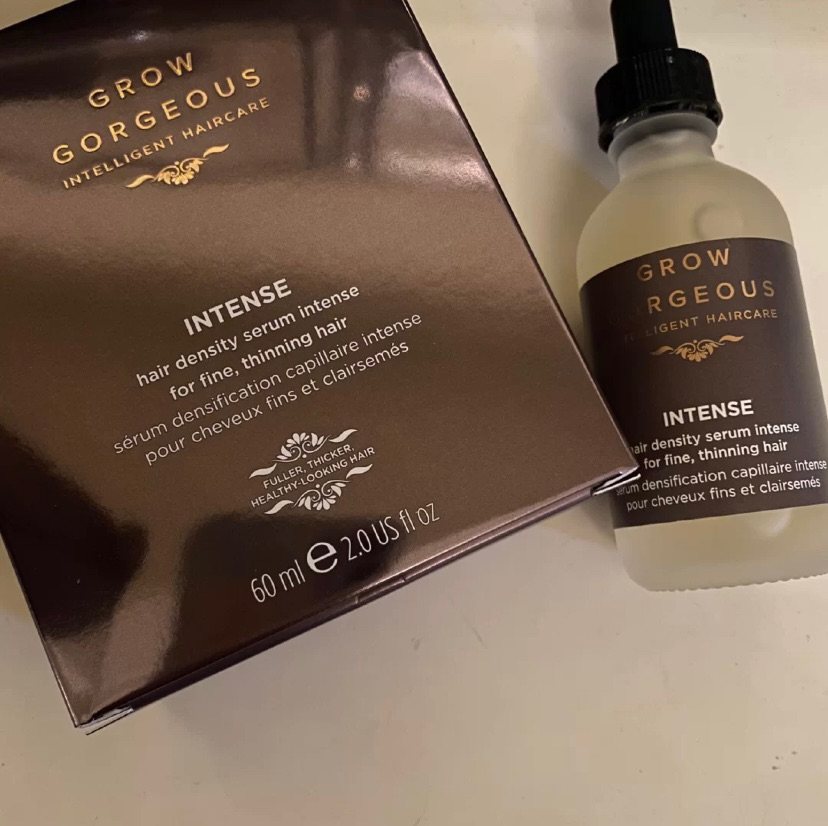 GROW
GORGEOUS
INTELLIGENT HAIRCARE
INTENSE
hair density serum intense
for fine, thinning hair
sérum densification capillaire intense
pour cheveux fins et clairsemés
FULLER, THICKER,
HEALTHY-LOOKING HAIR
60 ml e 2.0 US fl oz
GROW
GORGEOUS
INTELLIGENT HAIRCARE
INTENSE
hair density serum intense
for fine, thinning hair
sérum densification capillaire intense
pour cheveux fins et clairsemés